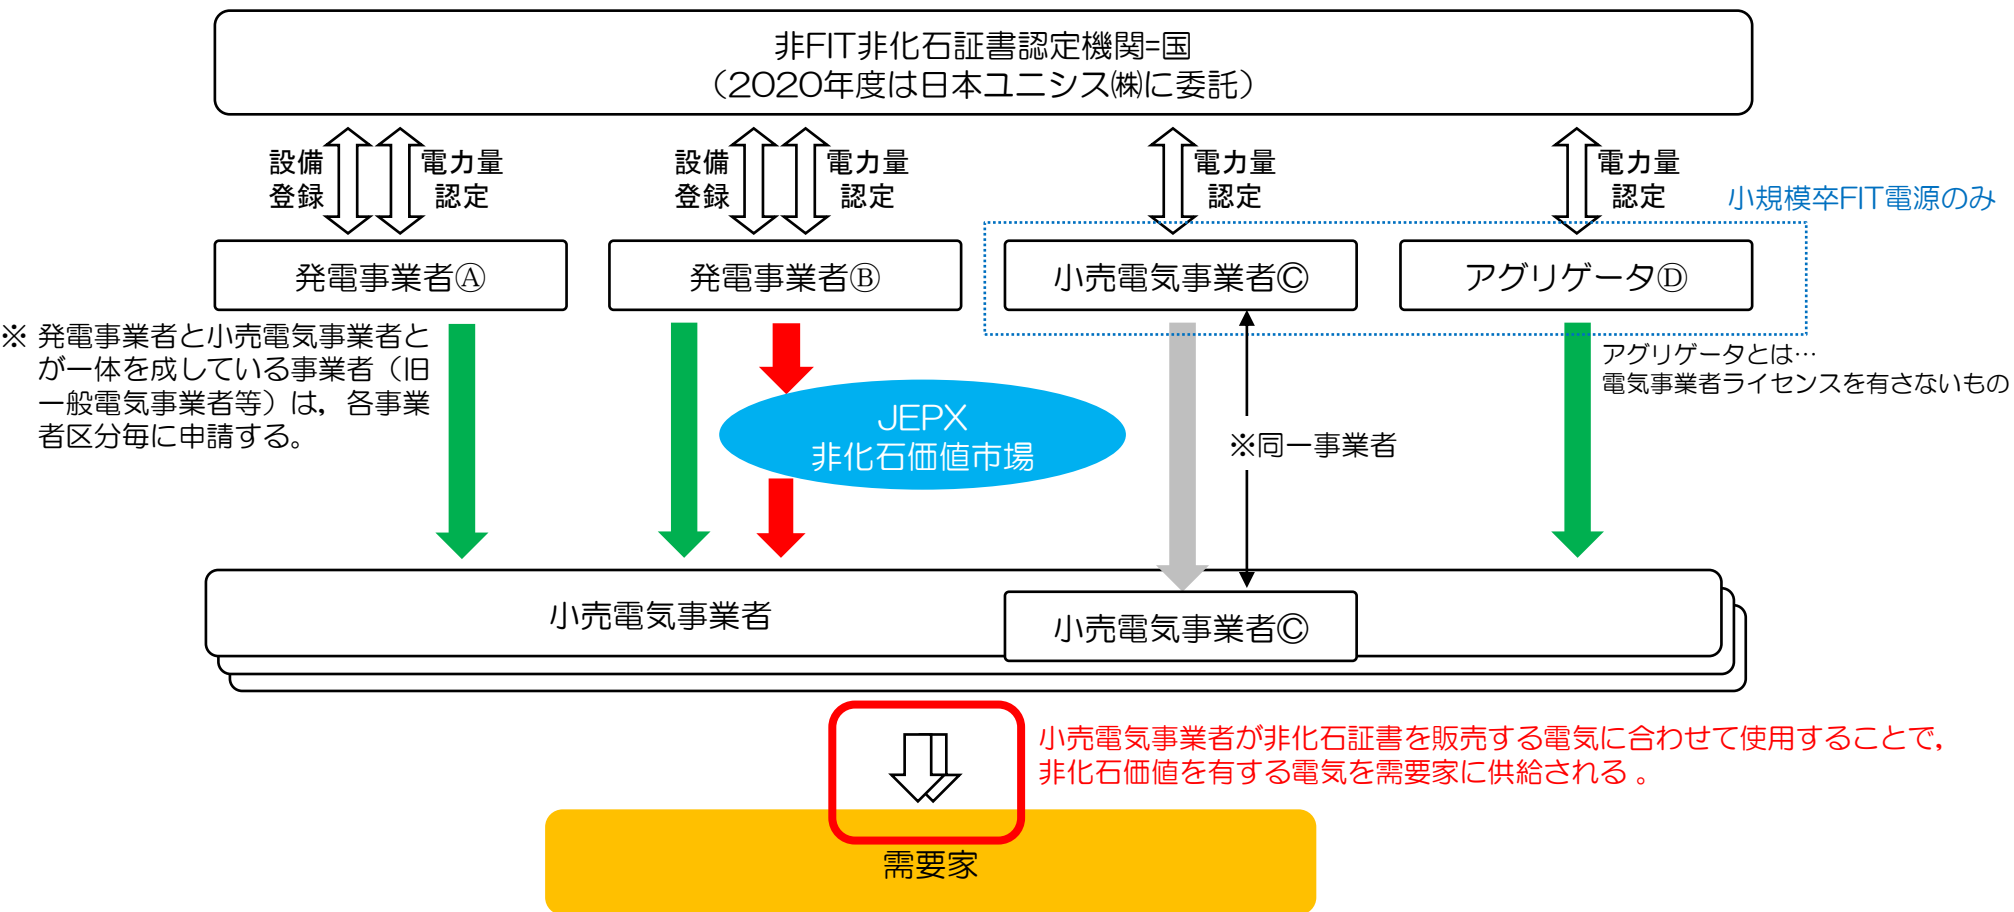 非FIT非化石証書認定機関=国
（2020年度は日本ユニシス㈱に委託）
設備
登録
電力量
認定
設備
登録
電力量
認定
電力量
認定
電力量
認定
小規模卒FIT電源のみ
発電事業者Ⓐ
発電事業者Ⓑ
小売電気事業者Ⓒ
アグリゲータⒹ
※ 発電事業者と小売電気事業者と
が一体を成している事業者（旧
一般電気事業者等）は，各事業
者区分毎に申請する。
アグリゲータとは…
電気事業者ライセンスを有さないもの
JEPX
非化石価値市場
※同一事業者
小売電気事業者
小売電気事業者Ⓒ
小売電気事業者が非化石証書を販売する電気に合わせて使用することで，
非化石価値を有する電気を需要家に供給される 。
需要家